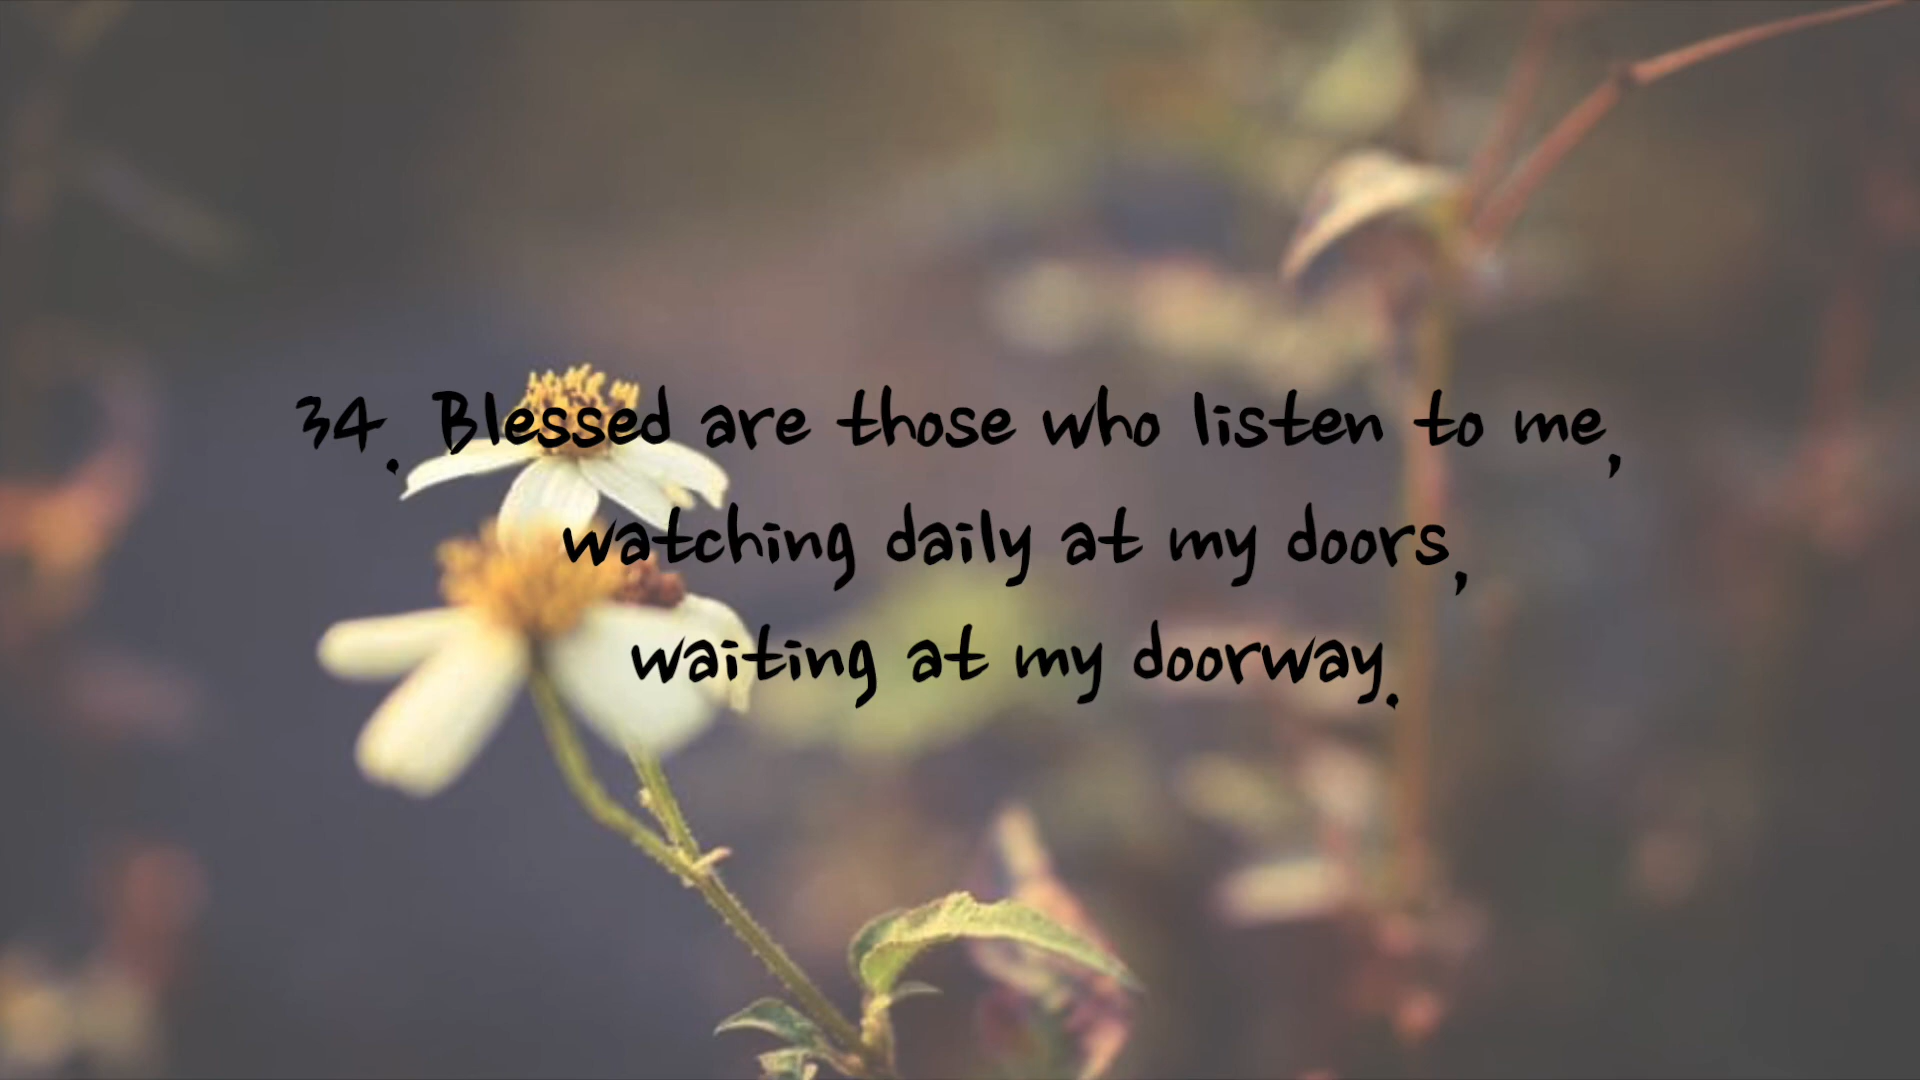 34. Blessed are those who listen to me,
watching daily at my doors,
waiting at my doorway.